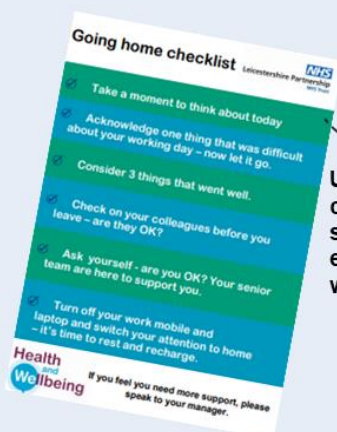 Going home checklist
Leicestershire Partnership
NHS
NHS Trust
Take a moment to think about today
Acknowledge one thing that was difficult
about your working day – now let it go.
Consider 3 things that went well.
Check on your colleagues before you
leave – are they OK?
Ask yourself - are you OK? Your senior
team are here to support you.
Turn off your work mobile and
laptop and switch your attention to home
– it's time to rest and recharge.
Health
and
Wellbeing
If you feel you need more support, please
speak to your manager.